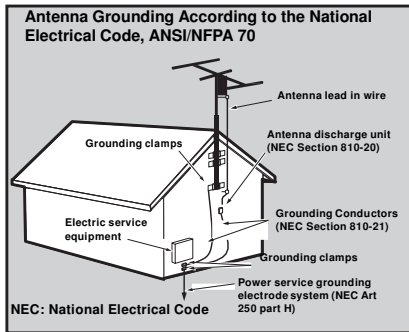 Antenna Grounding According to the National
Electrical Code, ANSI/NFPA 70
Antenna lead in wire
Grounding clamps
Antenna discharge unit
(NEC Section 810-20)
Electric service
equipment
Grounding Conductors
(NEC Section 810-21)
Grounding clamps
Power service grounding
electrode system (NEC Art
250 part H)
NEC: National Electrical Code